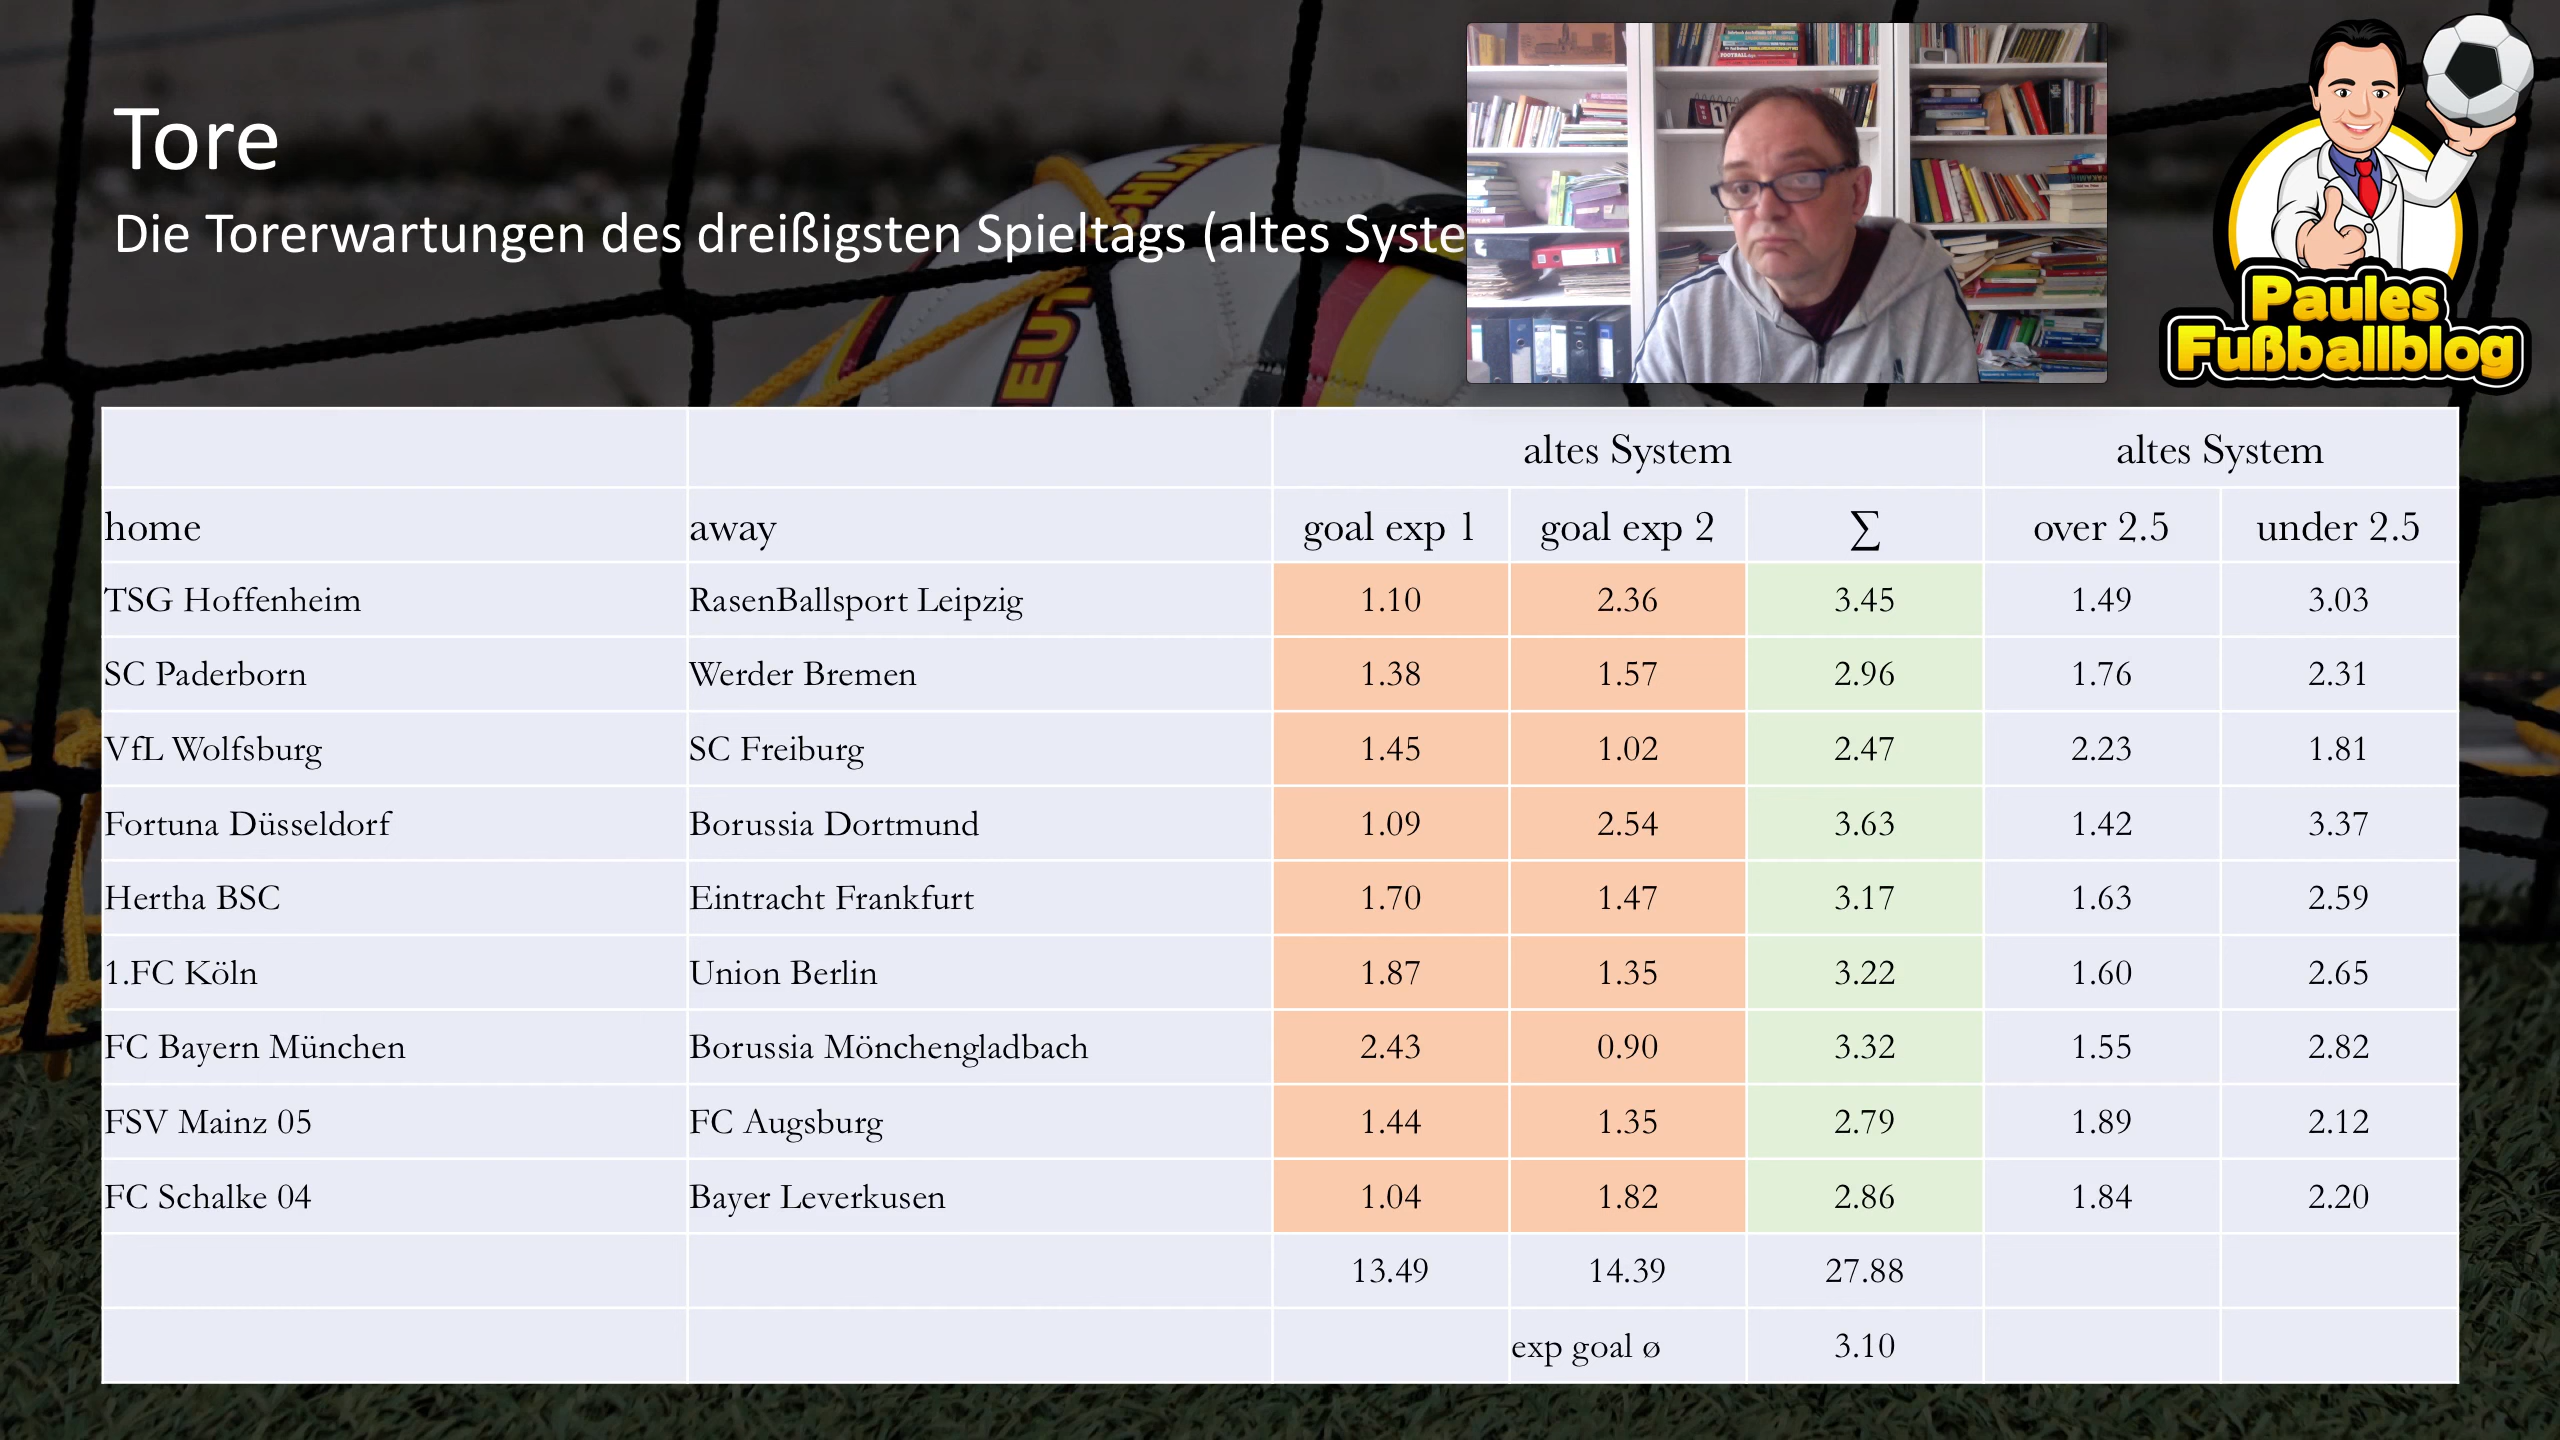 Tore
Die Torerwartungen des dreißigsten Spieltags (altes Syste
Paules
Fußballblog
altes System altes System
home away goal exp 1 goal exp 2 ∑ over 2.5 under 2.5
TSG Hoffenheim RasenBallsport Leipzig 1.10 2.36 3.45 1.49 3.03
SC Paderborn Werder Bremen 1.38 1.57 2.96 1.76 2.31
VfL Wolfsburg SC Freiburg 1.45 1.02 2.47 2.23 1.81
Fortuna Düsseldorf Borussia Dortmund 1.09 2.54 3.63 1.42 3.37
Hertha BSC Eintracht Frankfurt 1.70 1.47 3.17 1.63 2.59
1.FC Köln Union Berlin 1.87 1.35 3.22 1.60 2.65
FC Bayern München Borussia Mönchengladbach 2.43 0.90 3.32 1.55 2.82
FSV Mainz 05 FC Augsburg 1.44 1.35 2.79 1.89 2.12
FC Schalke 04 Bayer Leverkusen 1.04 1.82 2.86 1.84 2.20
13.49 14.39 27.88
exp goal ø 3.10